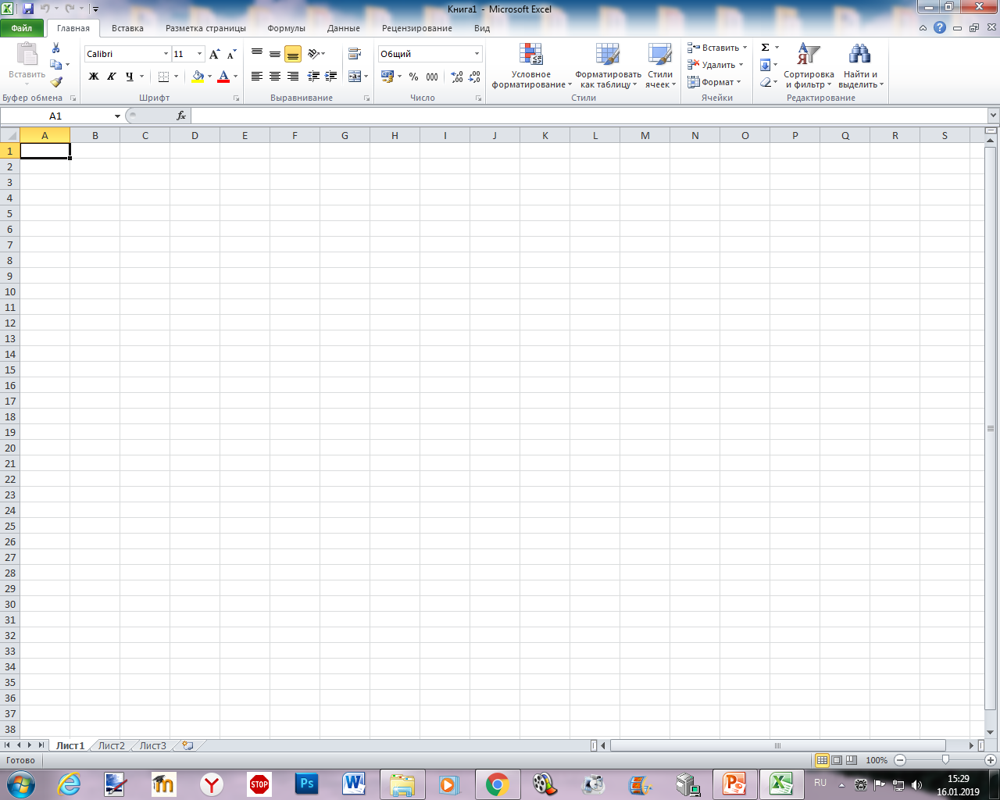 Книга1 - Microsoft Excel
Файл Главная Вставка Разметка страницы Формулы Данные Рецензирование Вид
Вставить
Буфер обмена
Calibri 11
Ж К Ч
Шрифт
Выравнивание
Общий
% 000
Число
Условное форматирование
Форматировать как таблицу
Стили ячеек
Стили
Вставить
Удалить
Формат
Ячейки
Σ
Сортировка и фильтр
Найти и выделить
Редактирование
A1 fx
A B C D E F G H I J K L M N O P Q R S
1
2
3
4
5
6
7
8
9
10
11
12
13
14
15
16
17
18
19
20
21
22
23
24
25
26
27
28
29
30
31
32
33
34
35
36
37
38
Лист1 Лист2 Лист3
Готово 100%
STOP Ps W RU 15:29
16.01.2019